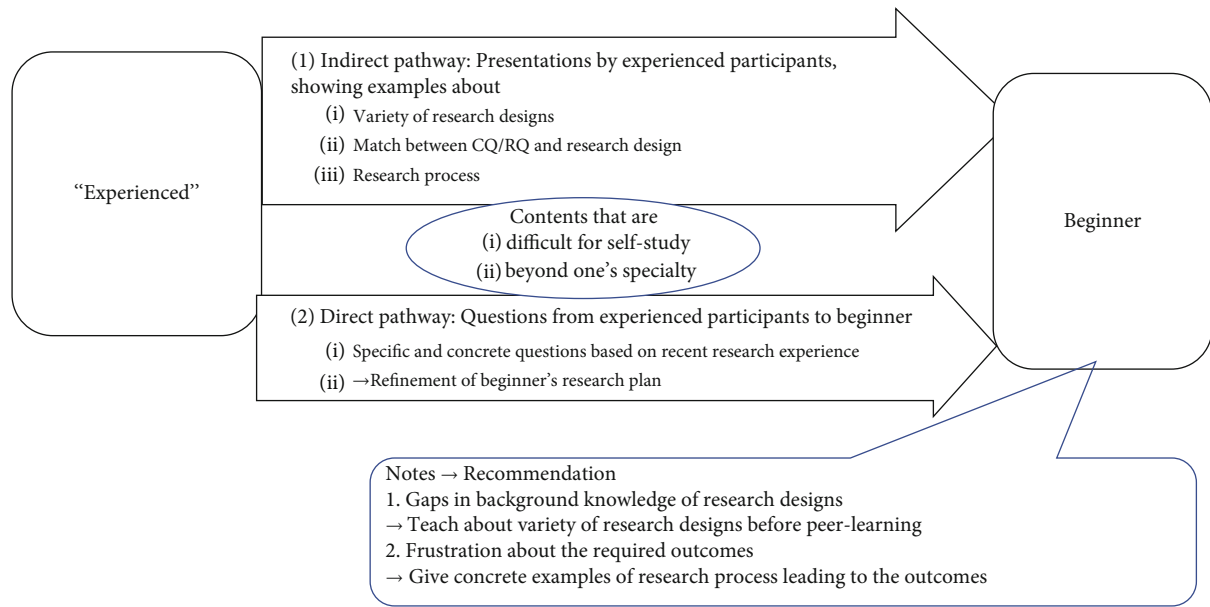 “Experienced”
(1) Indirect pathway: Presentations by experienced participants,
showing examples about
(i) Variety of research designs
(ii) Match between CQ/RQ and research design
(iii) Research process
Contents that are
(i) difficult for self-study
(ii) beyond one’s specialty
(2) Direct pathway: Questions from experienced participants to beginner
(i) Specific and concrete questions based on recent research experience
(ii) →Refinement of beginner’s research plan
Beginner
Notes → Recommendation
1. Gaps in background knowledge of research designs
→ Teach about variety of research designs before peer-learning
2. Frustration about the required outcomes
→ Give concrete examples of research process leading to the outcomes